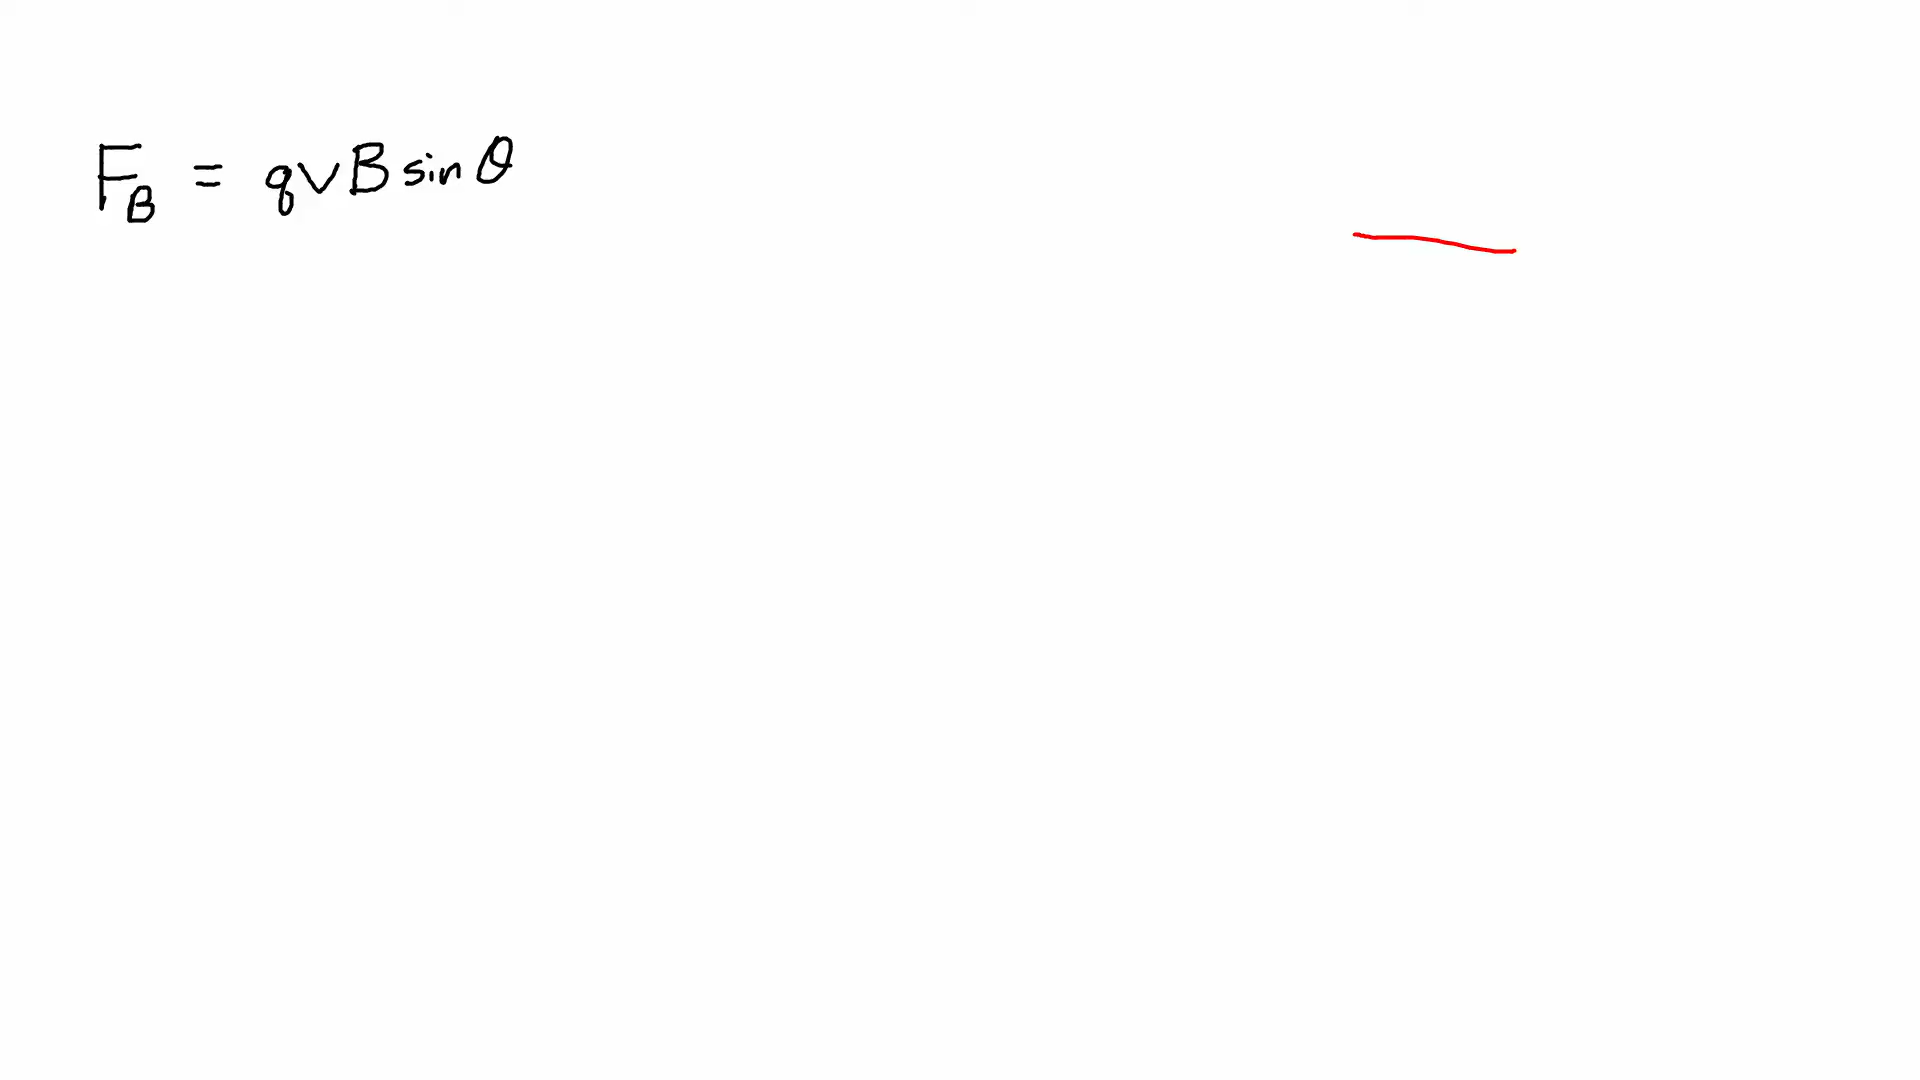 F_B = qvB sin θ